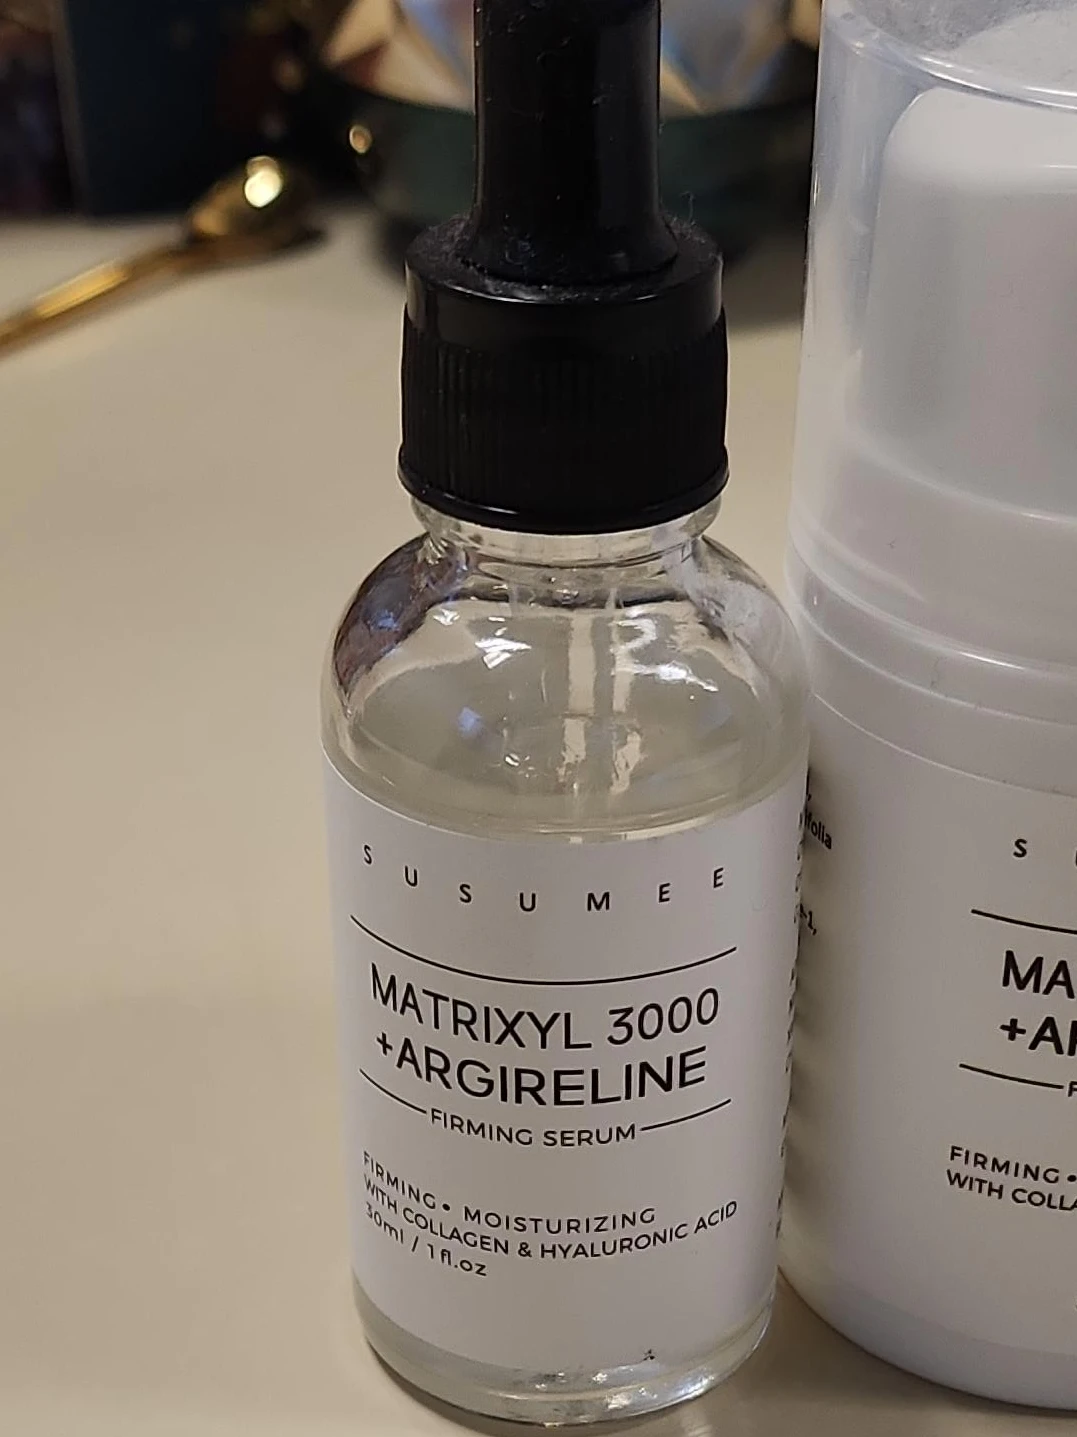 SUSUMEE
MATRIXYL 3000
+ARGIRELINE
FIRMING SERUM
FIRMING • MOISTURIZING
WITH COLLAGEN & HYALURONIC ACID
30ml / 1 fl.oz
S
MA
+A
FIRMING •
WITH COLLA